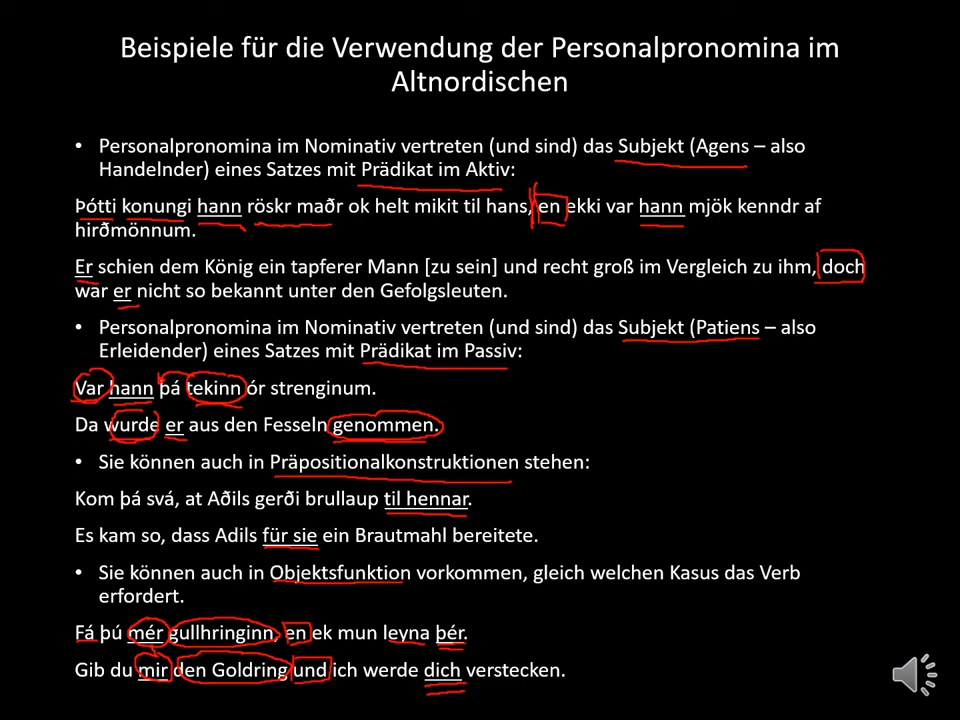 Beispiele für die Verwendung der Personalpronomina im
Altnordischen
• Personalpronomina im Nominativ vertreten (und sind) das Subjekt (Agens – also
Handelnder) eines Satzes mit Prädikat im Aktiv:
Þótti konungi hann röskr maðr ok helt mikit til hans, en ekki var hann mjök kenndr af
hirðmönnum.
Er schien dem König ein tapferer Mann [zu sein] und recht groß im Vergleich zu ihm, doch
war er nicht so bekannt unter den Gefolgsleuten.
• Personalpronomina im Nominativ vertreten (und sind) das Subjekt (Patiens – also
Erleidender) eines Satzes mit Prädikat im Passiv:
Var hann þá tekinn ór strenginum.
Da wurde er aus den Fesseln genommen.
• Sie können auch in Präpositionalkonstruktionen stehen:
Kom þá svá, at Aðils gerði brullaup til hennar.
Es kam so, dass Adils für sie ein Brautmahl bereitete.
• Sie können auch in Objektsfunktion vorkommen, gleich welchen Kasus das Verb
erfordert.
Fá þú mér gullhringinn, en ek mun leyna þér.
Gib du mir den Goldring und ich werde dich verstecken.